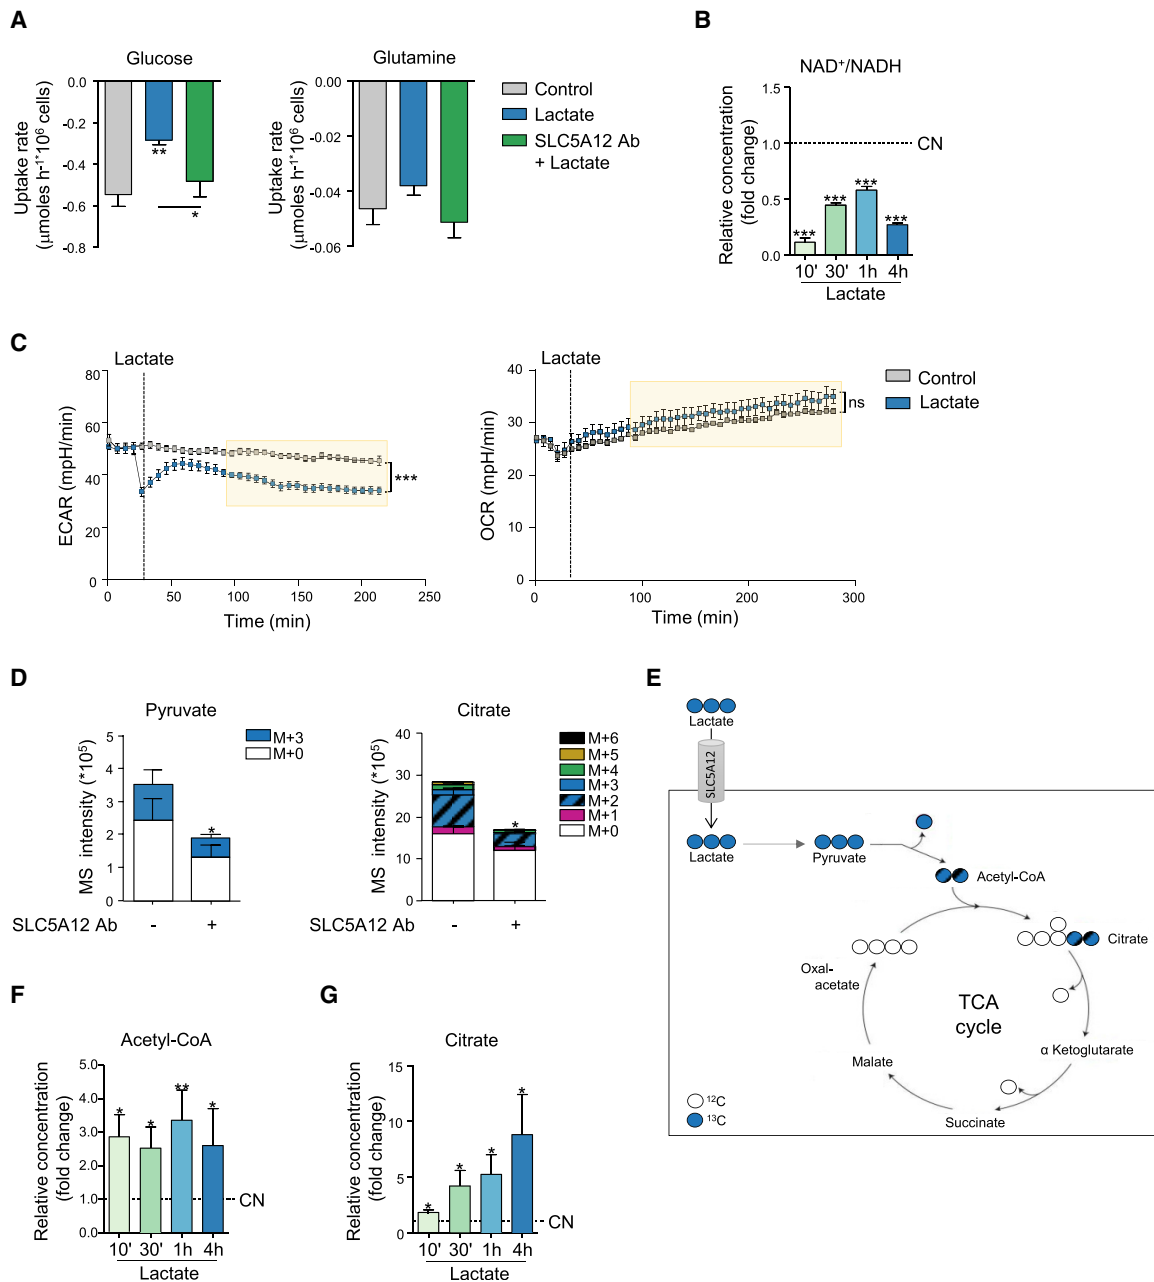 A
Glucose
Uptake rate
(µmoles h-1*10⁶ cells)
0.0
-0.2
-0.4
-0.6
-0.8
**
*
Glutamine
Uptake rate
(µmoles h-1*10⁶ cells)
0.00
-0.02
-0.04
-0.06
Control
Lactate
SLC5A12 Ab
+ Lactate
B
NAD⁺/NADH
Relative concentration
(fold change)
1.5
1.0
0.5
0.0
CN
***
***
***
***
10' 30' 1h 4h
Lactate
C
Lactate
ECAR (mpH/min)
80
60
40
20
0
***
0 50 100 150 200 250
Time (min)
Lactate
OCR (mpH/min)
40
30
20
10
0
ns
0 100 200 300
Time (min)
Control
Lactate
D
Pyruvate
MS intensity (*10⁵)
5
4
3
2
1
0
*
M+3
M+0
SLC5A12 Ab - +
Citrate
MS intensity (*10⁵)
40
30
20
10
0
*
M+6
M+5
M+4
M+3
M+2
M+1
M+0
SLC5A12 Ab - +
E
Lactate
SLC5A12
Lactate
Pyruvate
Acetyl-CoA
Citrate
Oxal-
acetate
TCA
cycle
α Ketoglutarate
Malate
Succinate
¹²C
¹³C
F
Acetyl-CoA
Relative concentration
(fold change)
5.0
4.0
3.0
2.0
1.0
0.0
*
*
**
*
CN
10' 30' 1h 4h
Lactate
G
Citrate
Relative concentration
(fold change)
15
10
5
0
*
*
*
*
CN
10' 30' 1h 4h
Lactate